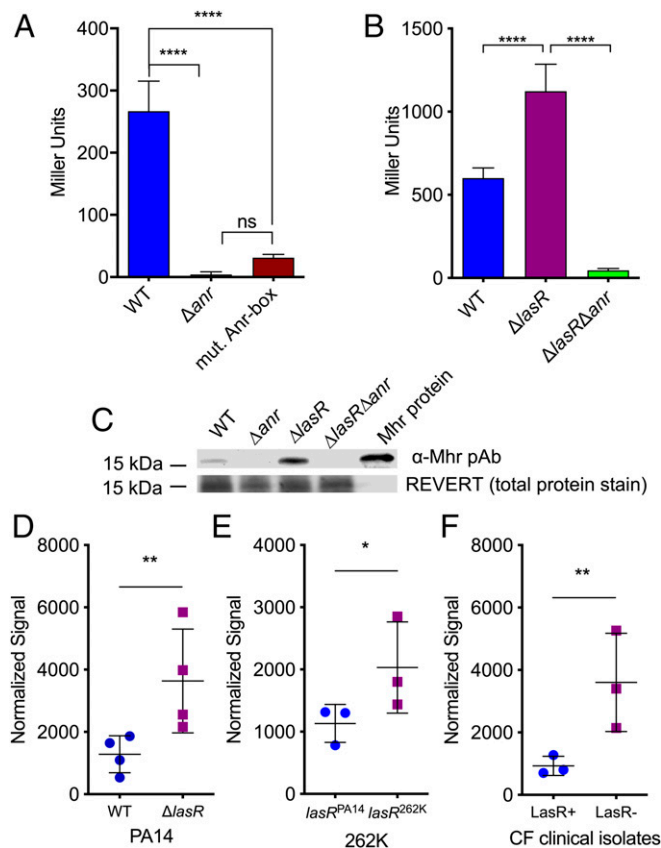 A
****
****
ns
Miller Units
300
200
100
0
WT
Δanr
mut. Anr-box
B
**** ****
Miller Units
1500
1000
500
0
WT
ΔlasR
ΔlasRΔanr
C
WT
Δanr
ΔlasR
ΔlasRΔanr
Mhr protein
15 kDa
α-Mhr pAb
15 kDa
REVERT (total protein stain)
D
**
Normalized Signal
8000
6000
4000
2000
0
WT ΔlasR
PA14
E
*
Normalized Signal
4000
3000
2000
1000
0
lasRPA14 lasR262K
262K
F
**
Normalized Signal
8000
6000
4000
2000
0
LasR+ LasR-
CF clinical isolates